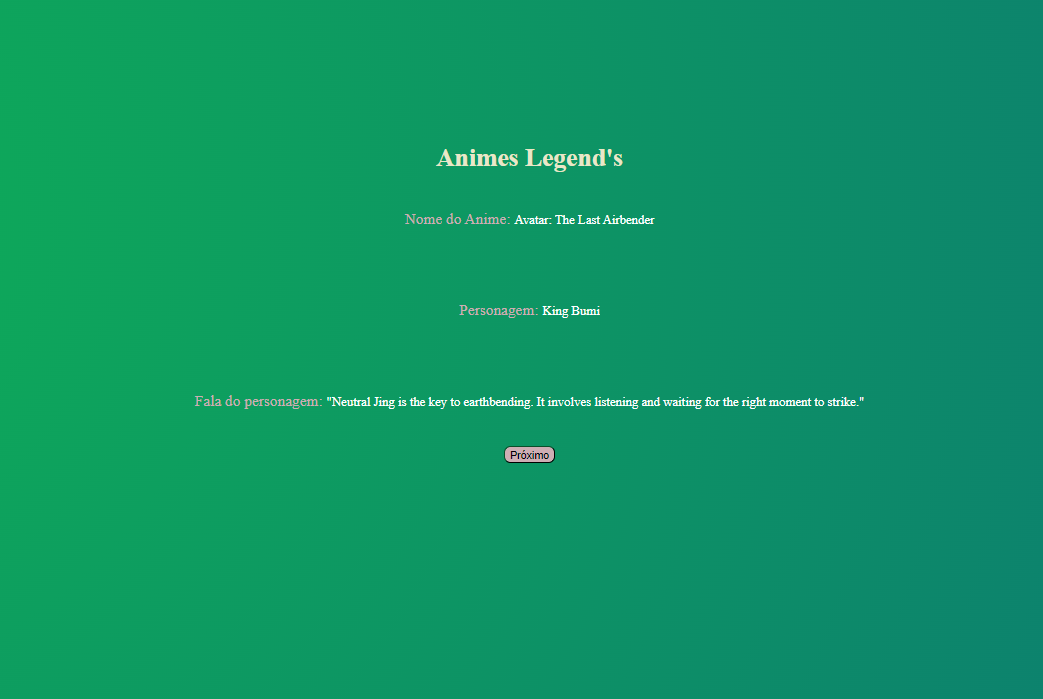 Animes Legend's
Nome do Anime: Avatar: The Last Airbender
Personagem: King Bumi
Fala do personagem: "Neutral Jing is the key to earthbending. It involves listening and waiting for the right moment to strike."
Próximo